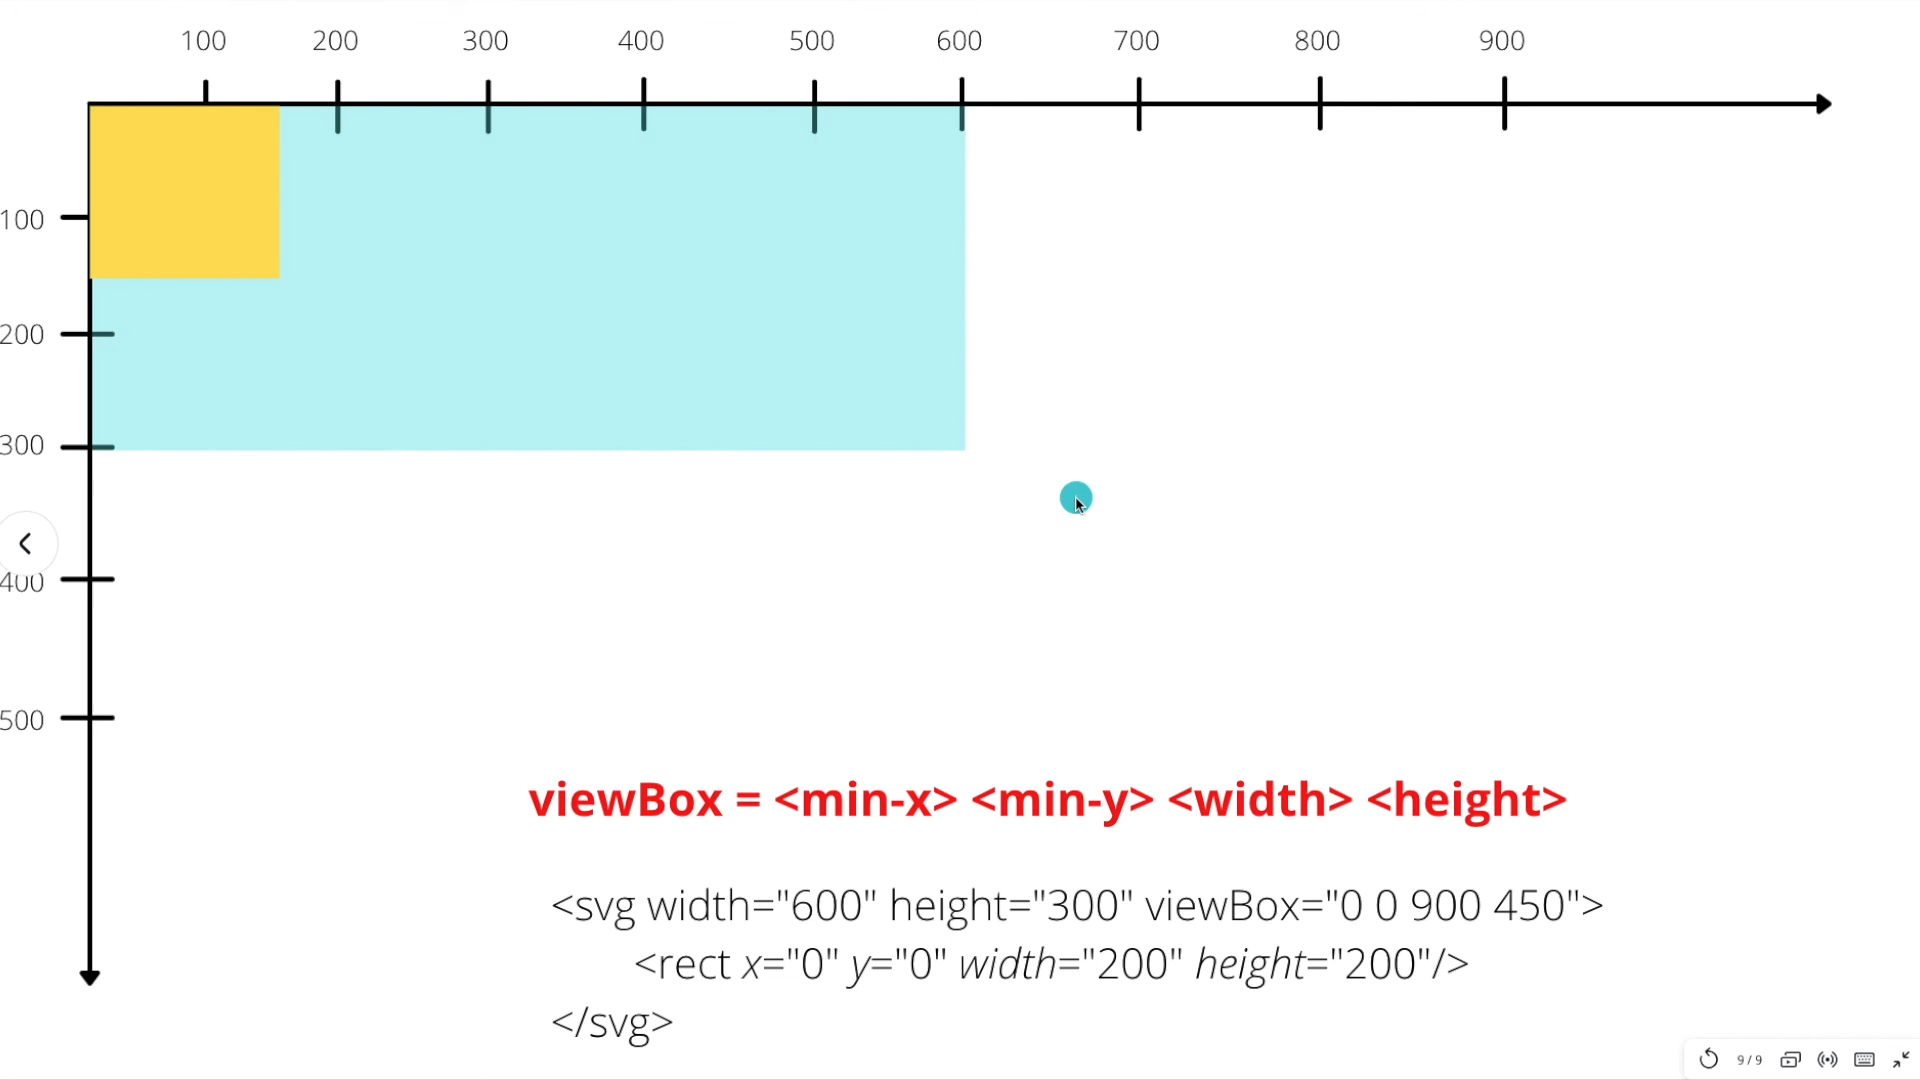 100 200 300 400 500 600 700 800 900
100
200
300
400
500
viewBox = <min-x> <min-y> <width> <height>
<svg width="600" height="300" viewBox="0 0 900 450">
<rect x="0" y="0" width="200" height="200"/>
</svg>
9/9